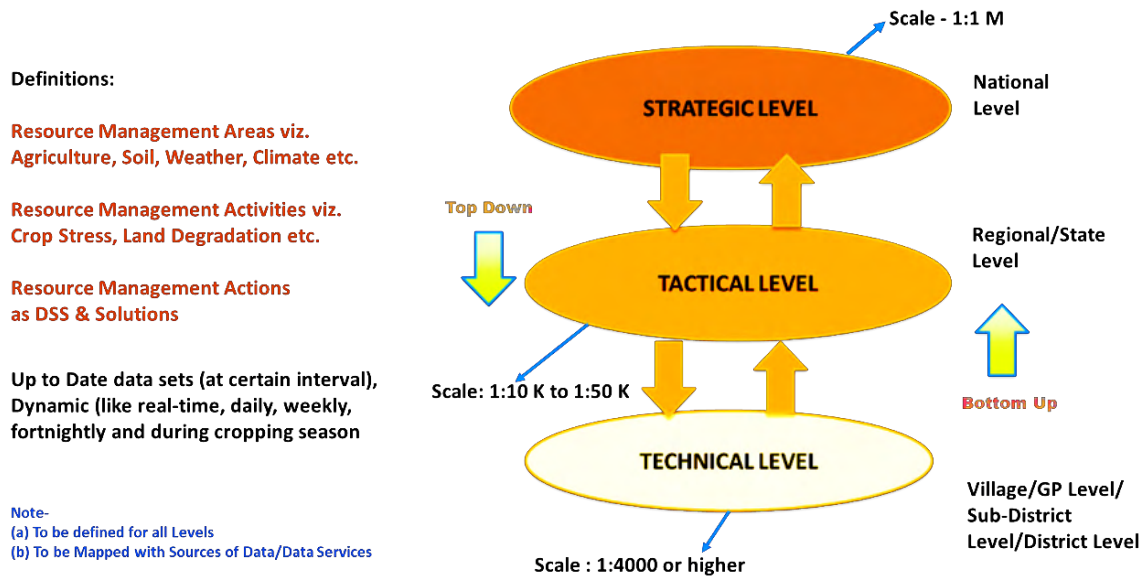 Scale - 1:1 M
Definitions:
STRATEGIC LEVEL
National
Level
Resource Management Areas viz.
Agriculture, Soil, Weather, Climate etc.
Resource Management Activities viz.
Crop Stress, Land Degradation etc.
Top Down
Regional/State
Level
TACTICAL LEVEL
Resource Management Actions
as DSS & Solutions
Up to Date data sets (at certain interval),
Dynamic (like real-time, daily, weekly,
fortnightly and during cropping season
Scale: 1:10 K to 1:50 K
Bottom Up
TECHNICAL LEVEL
Village/GP Level/
Sub-District
Level/District Level
Note-
(a) To be defined for all Levels
(b) To be Mapped with Sources of Data/Data Services
Scale : 1:4000 or higher